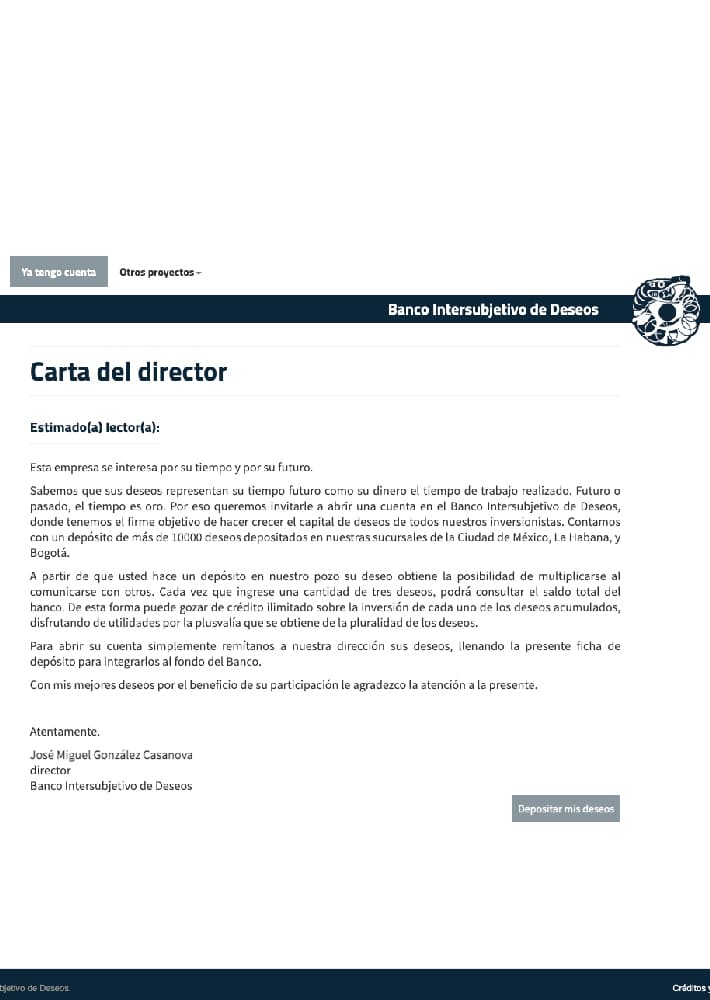 Ya tengo cuenta
Otros proyectos
Banco Intersubjetivo de Deseos
Carta del director
Estimado(a) lector(a):
Esta empresa se interesa por su tiempo y por su futuro.
Sabemos que sus deseos representan su tiempo futuro como su dinero el tiempo de trabajo realizado. Futuro o
pasado, el tiempo es oro. Por eso queremos invitarle a abrir una cuenta en el Banco Intersubjetivo de Deseos,
donde tenemos el firme objetivo de hacer crecer el capital de deseos de todos nuestros inversionistas. Contamos
con un depósito de más de 10000 deseos depositados en nuestras sucursales de la Ciudad de México, La Habana, y
Bogotá.
A partir de que usted hace un depósito en nuestro pozo su deseo obtiene la posibilidad de multiplicarse al
comunicarse con otros. Cada vez que ingrese una cantidad de tres deseos, podrá consultar el saldo total del
banco. De esta forma puede gozar de crédito ilimitado sobre la inversión de cada uno de los deseos acumulados,
disfrutando de utilidades por la plusvalía que se obtiene de la pluralidad de los deseos.
Para abrir su cuenta simplemente remítanos a nuestra dirección sus deseos, llenando la presente ficha de
depósito para integrarlos al fondo del Banco.
Con mis mejores deseos por el beneficio de su participación le agradezco la atención a la presente.
Atentamente.
José Miguel González Casanova
director
Banco Intersubjetivo de Deseos
Depositar mis deseos
bjetivo de Deseos.
Créditos y